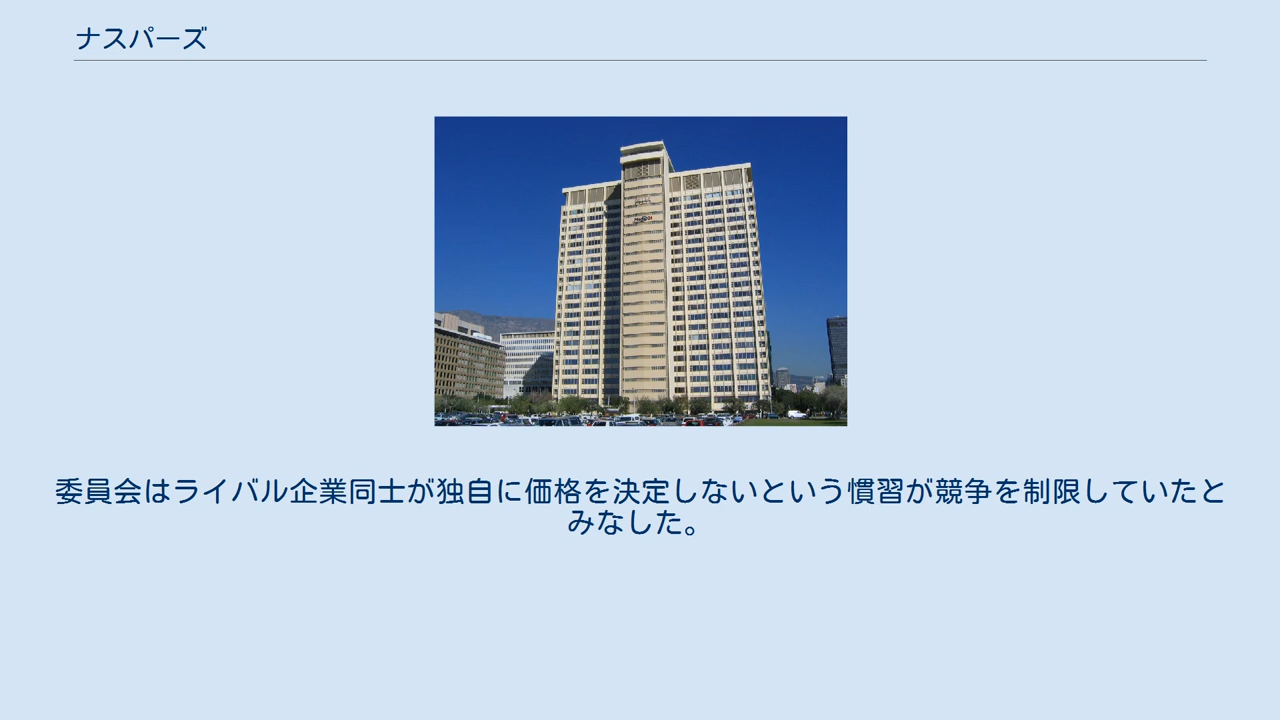 ナスパーズ
委員会はライバル企業同士が独自に価格を決定しないという慣習が競争を制限していたと
みなした。